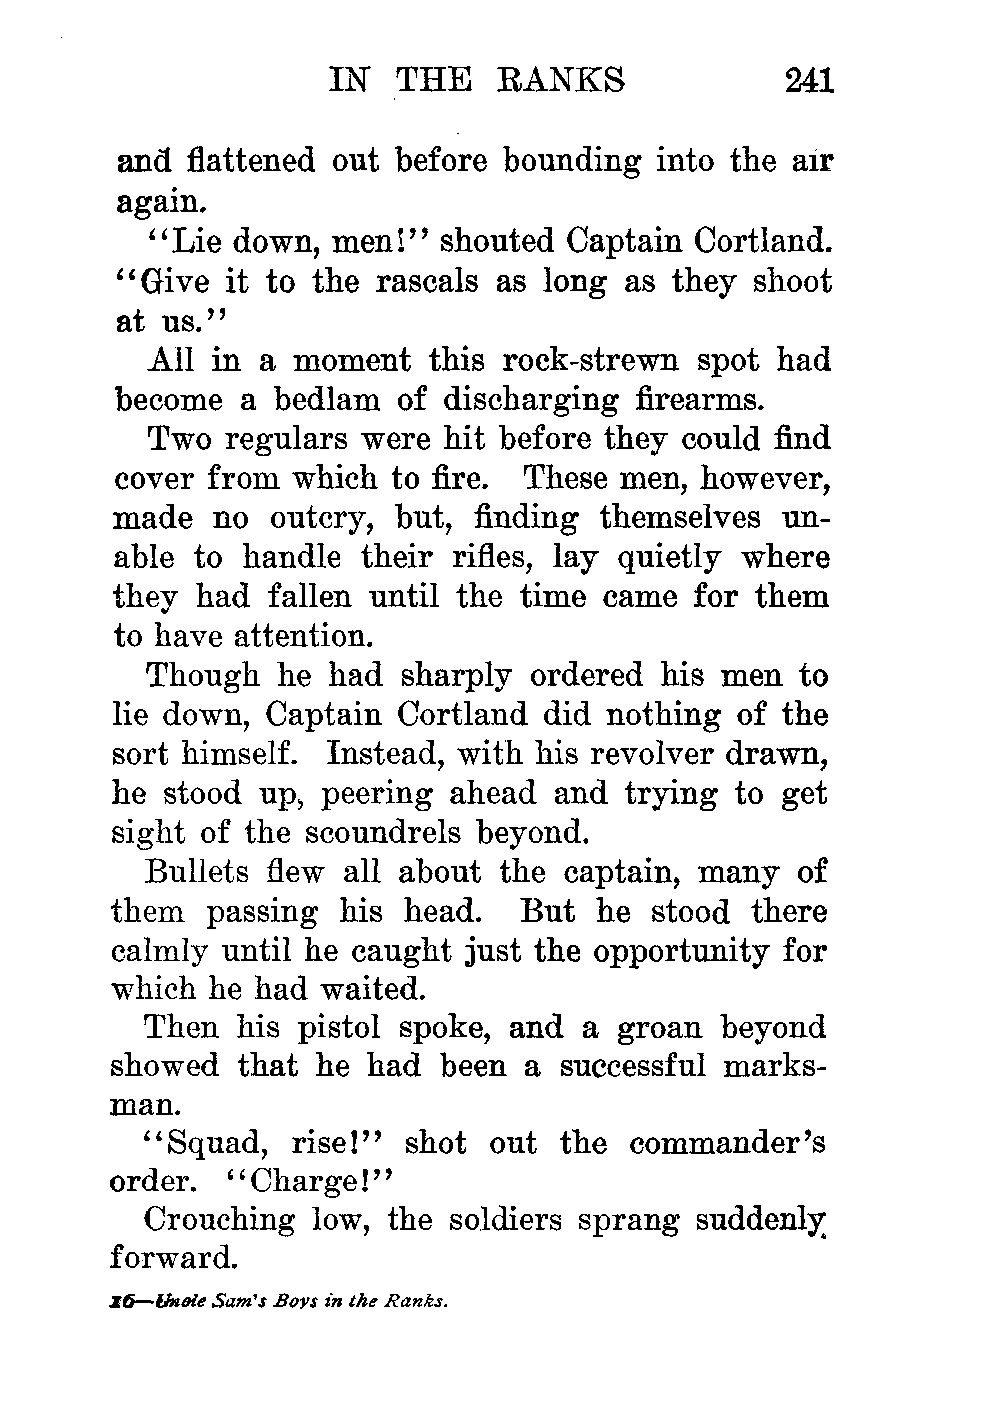 IN THE RANKS 241
and flattened out before bounding into the air
again.
"Lie down, men!" shouted Captain Cortland.
"Give it to the rascals as long as they shoot
at us."
All in a moment this rock-strewn spot had
become a bedlam of discharging firearms.
Two regulars were hit before they could find
cover from which to fire. These men, however,
made no outcry, but, finding themselves un-
able to handle their rifles, lay quietly where
they had fallen until the time came for them
to have attention.
Though he had sharply ordered his men to
lie down, Captain Cortland did nothing of the
sort himself. Instead, with his revolver drawn,
he stood up, peering ahead and trying to get
sight of the scoundrels beyond.
Bullets flew all about the captain, many of
them passing his head. But he stood there
calmly until he caught just the opportunity for
which he had waited.
Then his pistol spoke, and a groan beyond
showed that he had been a successful marks-
man.
"Squad, rise!" shot out the commander's
order. "Charge!"
Crouching low, the soldiers sprang suddenly
forward.
16—Uncle Sam's Boys in the Ranks.